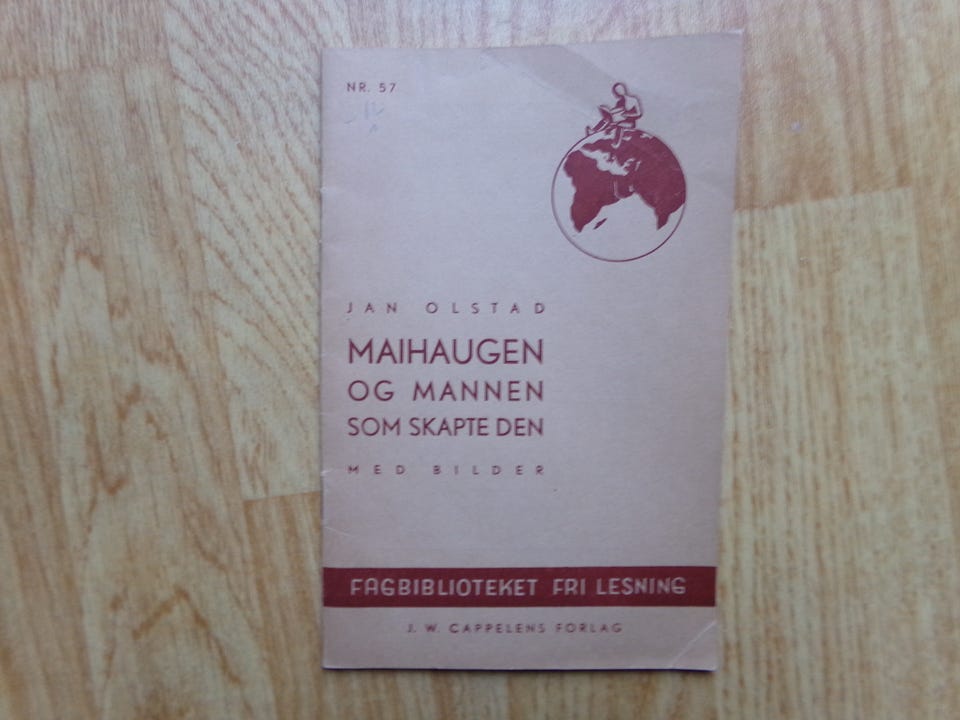 NR. 57
JAN OLSTAD
MAIHAUGEN
OG MANNEN
SOM SKAPTE DEN
MED BILDER
FAGBIBLIOTEKET FRI LESNING
J. W. CAPPELENS FORLAG